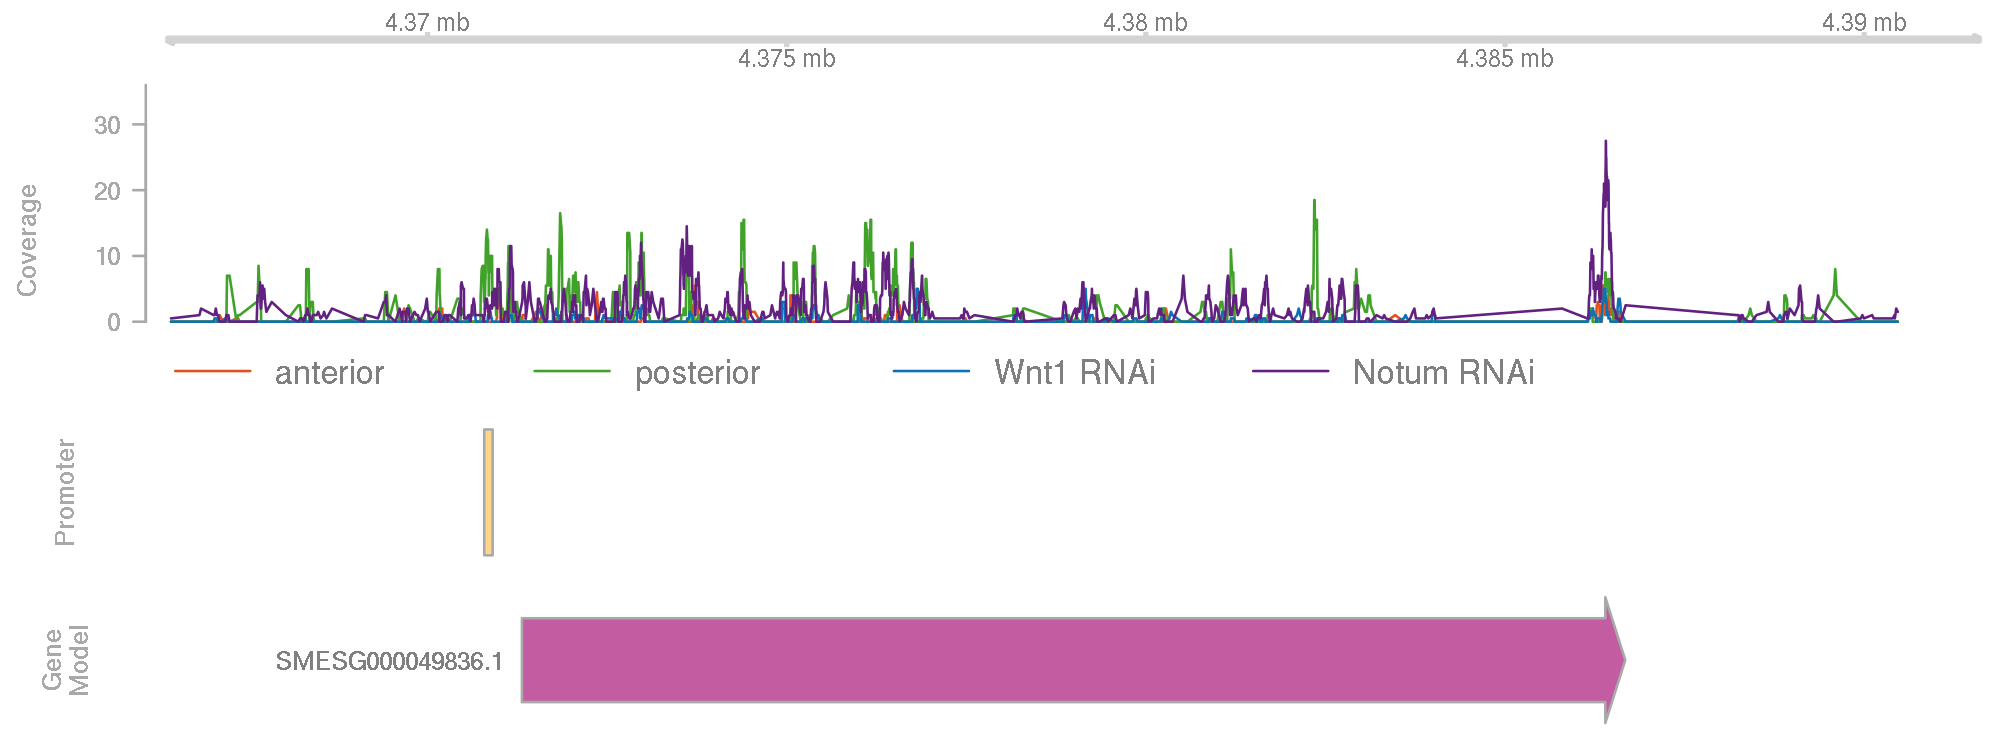 4.37 mb 4.38 mb 4.39 mb
4.375 mb 4.385 mb
Coverage
30
20
10
0
anterior posterior Wnt1 RNAi Notum RNAi
Promoter
0
Gene
Model
SMESG000049836.1